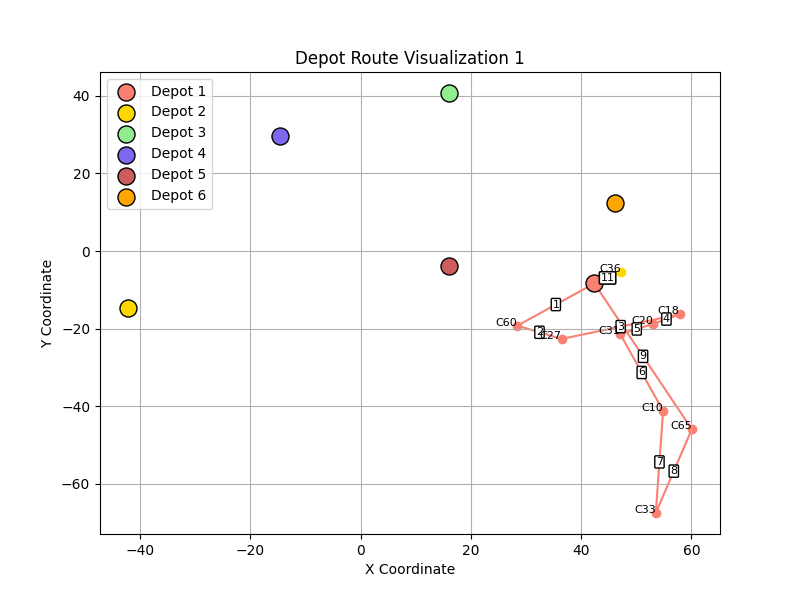 Depot Route Visualization 1
Depot 1
Depot 2
Depot 3
Depot 4
Depot 5
Depot 6
40
20
0
−20
−40
−60
Y Coordinate
C36
11
1
C60
2
C27
C31
3
5
C20
4
C18
9
6
C10
C65
7
8
C33
−40
−20
0
20
40
60
X Coordinate